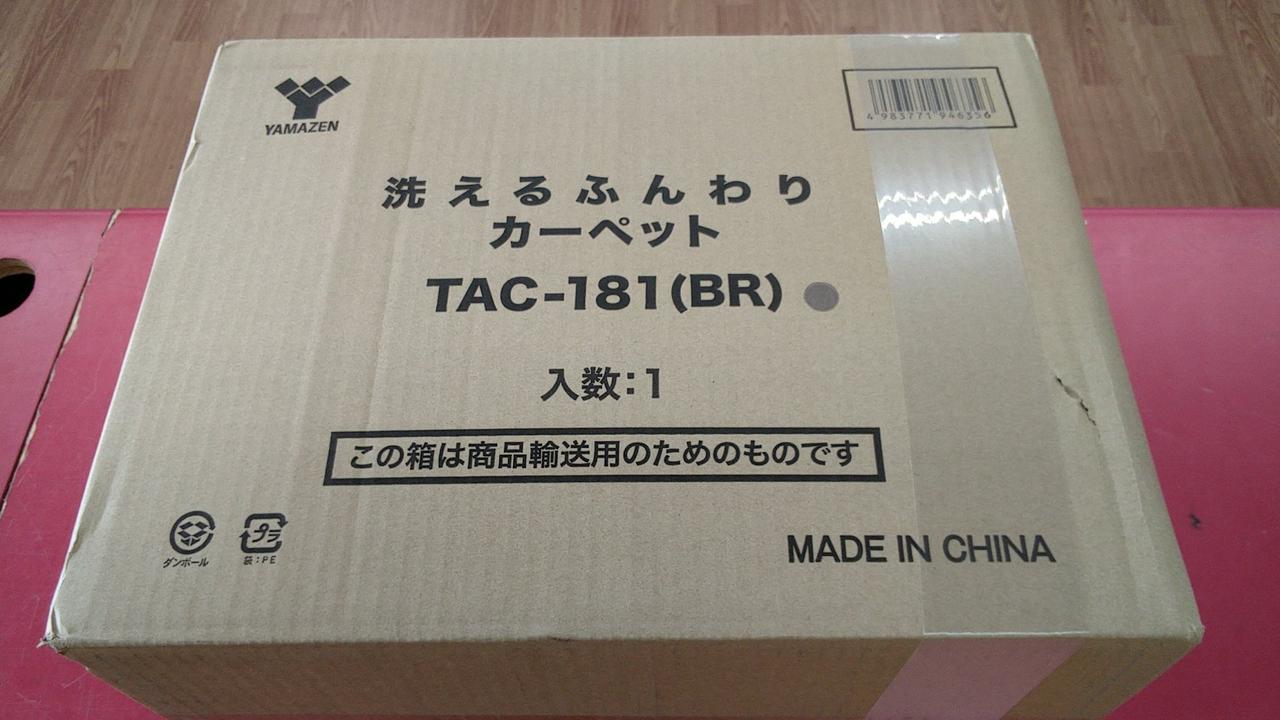 YAMAZEN
4 983771 946356
洗えるふんわり
カーペット
TAC-181(BR)
入数:1
この箱は商品輸送用のためのものです
ダンボール
プラ
袋:PE
MADE IN CHINA